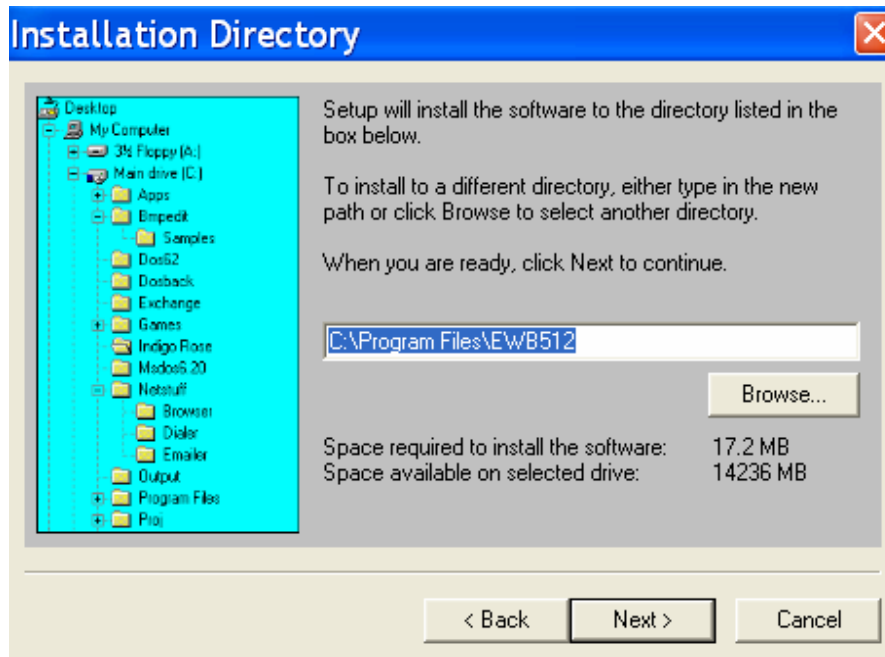 Installation Directory
Desktop
My Computer
3½ Floppy (A:)
Main drive (C:)
Apps
Bmpedit
Samples
Dos62
Dosback
Exchange
Games
Indigo Rose
Msdos6.20
Netstuff
Browser
Dialer
Emailer
Output
Program Files
Proj
Setup will install the software to the directory listed in the
box below.
To install to a different directory, either type in the new
path or click Browse to select another directory.
When you are ready, click Next to continue.
C:\Program Files\EWB512
Browse...
Space required to install the software: 17.2 MB
Space available on selected drive: 14236 MB
< Back Next > Cancel